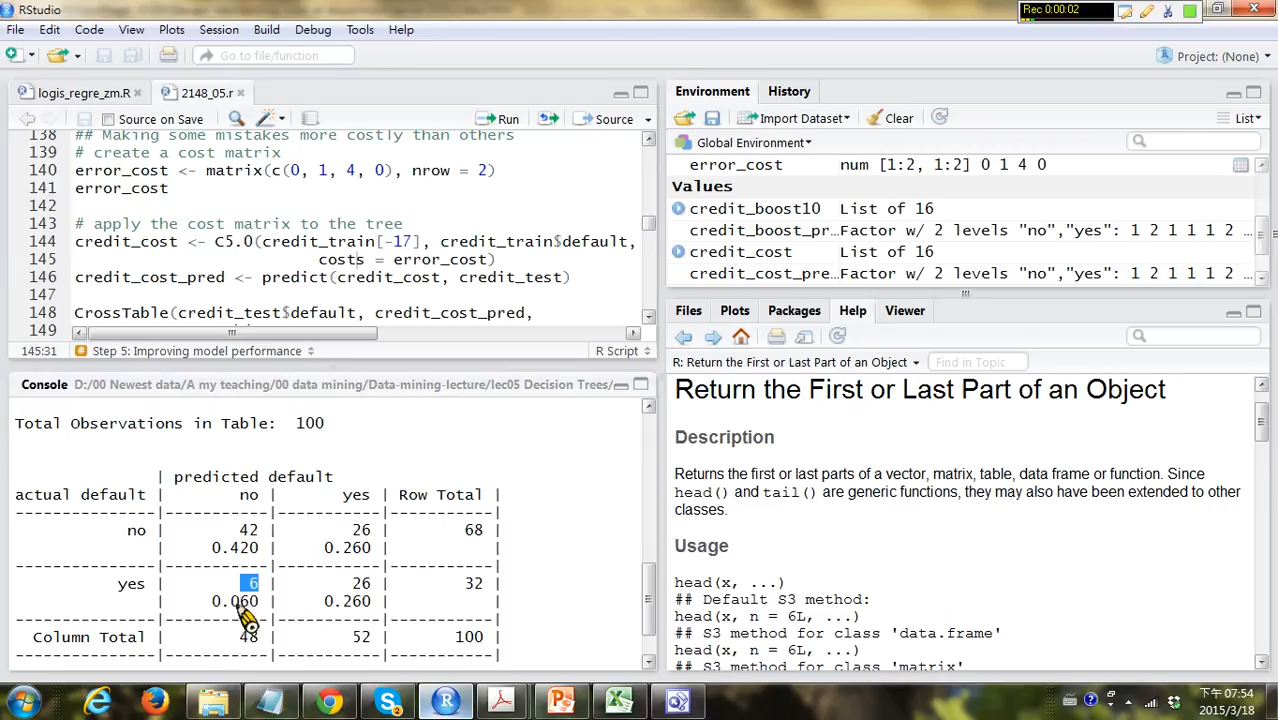 RStudio
Rec 0:00:02
File Edit Code View Plots Session Build Debug Tools Help
Go to file/function
Project: (None)
logis_regre_zm.R
2148_05.r
Source on Save
Run
Source
138 ## Making some mistakes more costly than others
139 # create a cost matrix
140 error_cost <- matrix(c(0, 1, 4, 0), nrow = 2)
141 error_cost
142
143 # apply the cost matrix to the tree
144 credit_cost <- C5.0(credit_train[-17], credit_train$default,
145 costs = error_cost)
146 credit_cost_pred <- predict(credit_cost, credit_test)
147
148 CrossTable(credit_test$default, credit_cost_pred,
149
145:31 Step 5: Improving model performance R Script
Console D:/00 Newest data/A my teaching/00 data mining/Data-mining-lecture/lec05 Decision Trees/
Total Observations in Table: 100
| predicted default
actual default | no | yes | Row Total |
---------------|-----------|-----------|-----------|
no | 42 | 26 | 68 |
| 0.420 | 0.260 | |
---------------|-----------|-----------|-----------|
yes | 6 | 26 | 32 |
| 0.060 | 0.260 | |
---------------|-----------|-----------|-----------|
Column Total | 48 | 52 | 100 |
---------------|-----------|-----------|-----------|
Environment History
Import Dataset Clear List
Global Environment
error_cost num [1:2, 1:2] 0 1 4 0
Values
credit_boost10 List of 16
credit_boost_pr… Factor w/ 2 levels "no","yes": 1 2 1 1 1 2 ...
credit_cost List of 16
credit_cost_pre… Factor w/ 2 levels "no","yes": 1 2 1 1 1 2 ...
Files Plots Packages Help Viewer
R: Return the First or Last Part of an Object
Find in Topic
Return the First or Last Part of an Object
Description
Returns the first or last parts of a vector, matrix, table, data frame or function. Since
head() and tail() are generic functions, they may also have been extended to other
classes.
Usage
head(x, ...)
## Default S3 method:
head(x, n = 6L, ...)
## S3 method for class 'data.frame'
head(x, n = 6L, ...)
## S3 method for class 'matrix'
下午 07:54
2015/3/18